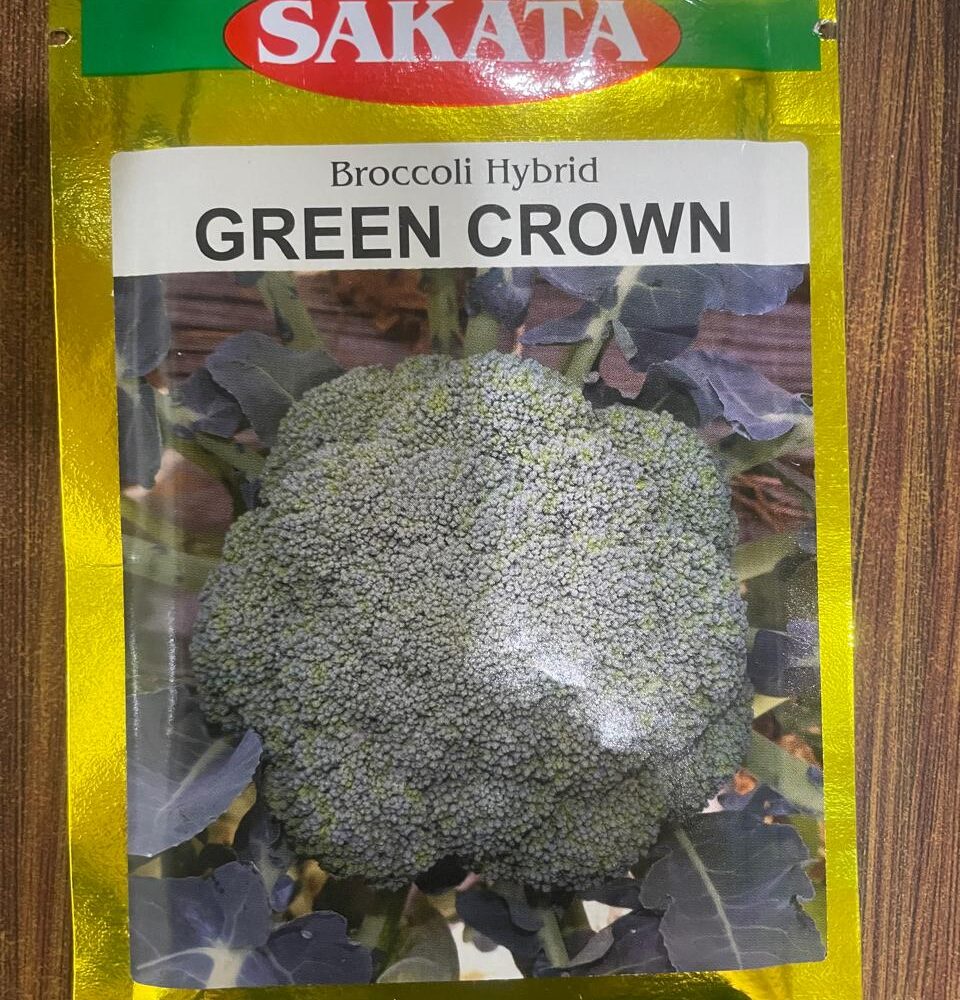 SAKATA
Broccoli Hybrid
GREEN CROWN